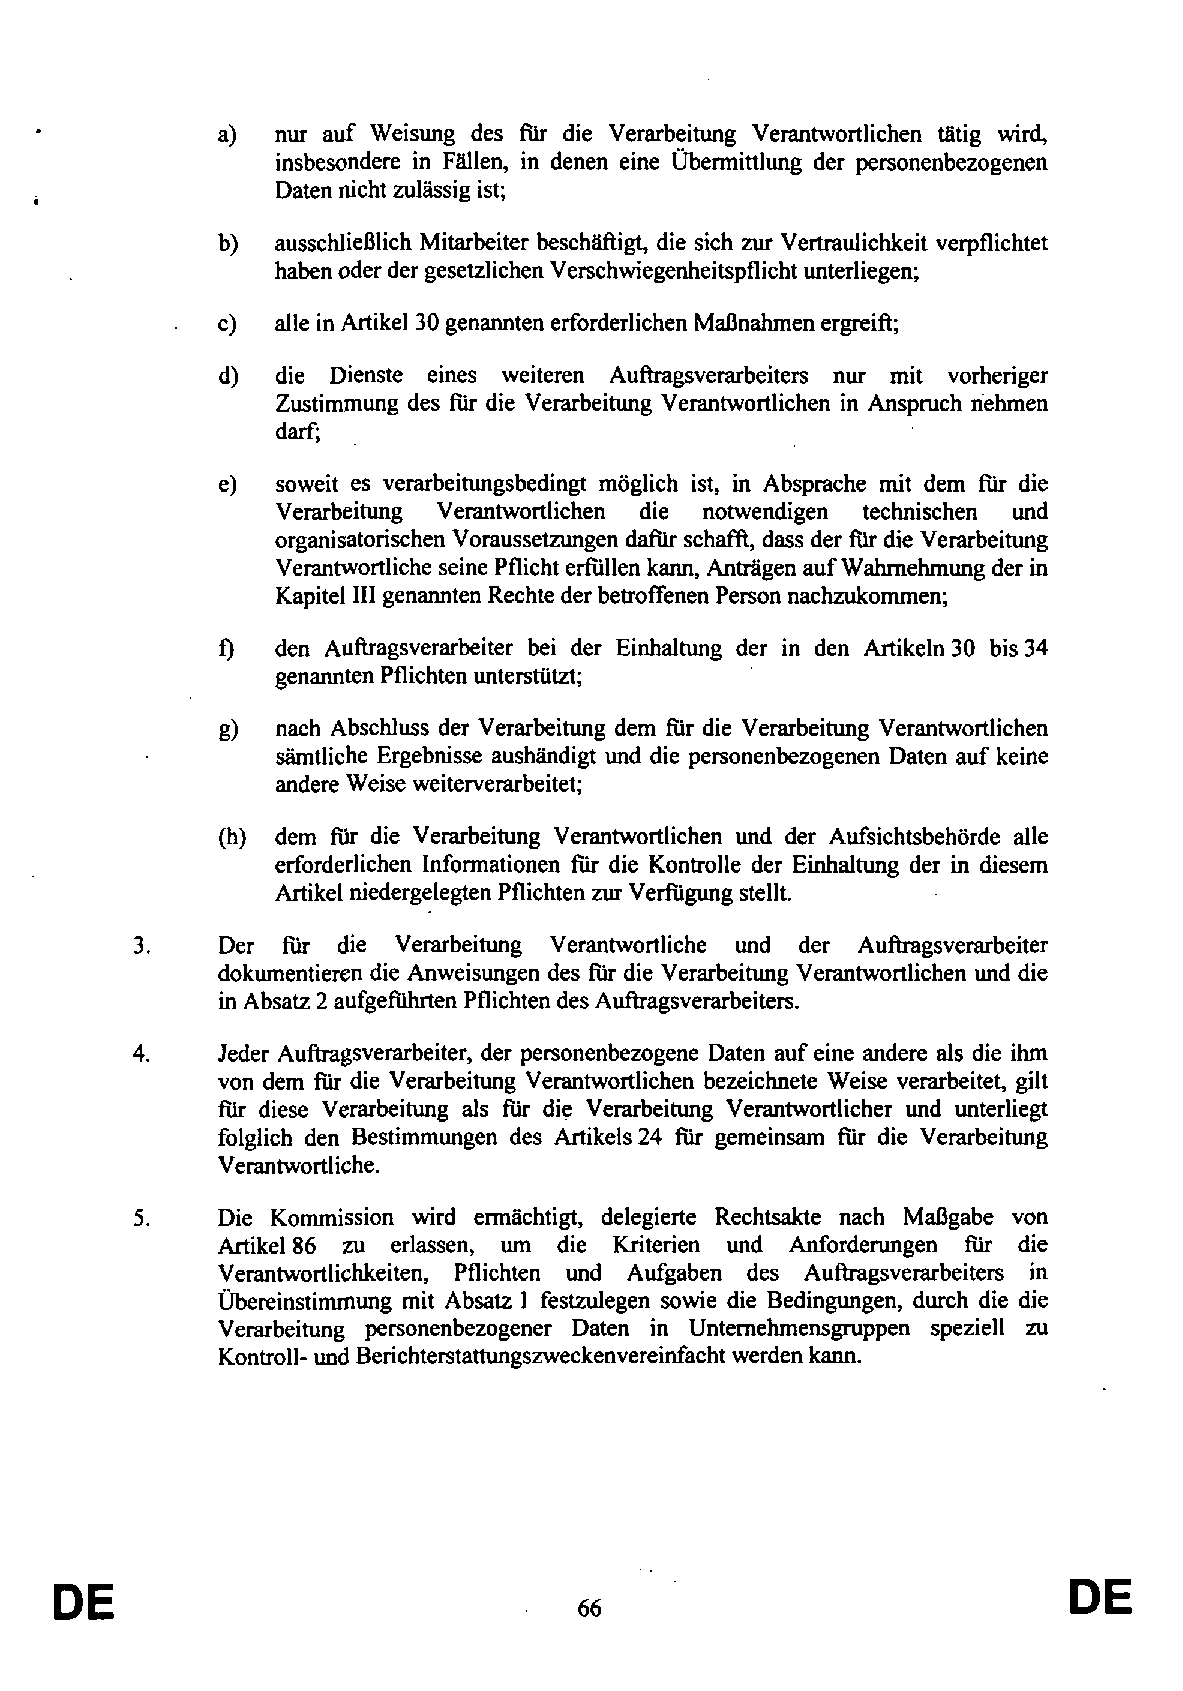 a) nur auf Weisung des für die Verarbeitung Verantwortlichen tätig wird,
insbesondere in Fällen, in denen eine Übermittlung der personenbezogenen
Daten nicht zulässig ist;
b) ausschließlich Mitarbeiter beschäftigt, die sich zur Vertraulichkeit verpflichtet
haben oder der gesetzlichen Verschwiegenheitspflicht unterliegen;
c) alle in Artikel 30 genannten erforderlichen Maßnahmen ergreift;
d) die Dienste eines weiteren Auftragsverarbeiters nur mit vorheriger
Zustimmung des für die Verarbeitung Verantwortlichen in Anspruch nehmen
darf;
e) soweit es verarbeitungsbedingt möglich ist, in Absprache mit dem für die
Verarbeitung Verantwortlichen die notwendigen technischen und
organisatorischen Voraussetzungen dafür schafft, dass der für die Verarbeitung
Verantwortliche seine Pflicht erfüllen kann, Anträgen auf Wahrnehmung der in
Kapitel III genannten Rechte der betroffenen Person nachzukommen;
f) den Auftragsverarbeiter bei der Einhaltung der in den Artikeln 30 bis 34
genannten Pflichten unterstützt;
g) nach Abschluss der Verarbeitung dem für die Verarbeitung Verantwortlichen
sämtliche Ergebnisse aushändigt und die personenbezogenen Daten auf keine
andere Weise weiterverarbeitet;
(h) dem für die Verarbeitung Verantwortlichen und der Aufsichtsbehörde alle
erforderlichen Informationen für die Kontrolle der Einhaltung der in diesem
Artikel niedergelegten Pflichten zur Verfügung stellt.
3. Der für die Verarbeitung Verantwortliche und der Auftragsverarbeiter
dokumentieren die Anweisungen des für die Verarbeitung Verantwortlichen und die
in Absatz 2 aufgeführten Pflichten des Auftragsverarbeiters.
4. Jeder Auftragsverarbeiter, der personenbezogene Daten auf eine andere als die ihm
von dem für die Verarbeitung Verantwortlichen bezeichnete Weise verarbeitet, gilt
für diese Verarbeitung als für die Verarbeitung Verantwortlicher und unterliegt
folglich den Bestimmungen des Artikels 24 für gemeinsam für die Verarbeitung
Verantwortliche.
5. Die Kommission wird ermächtigt, delegierte Rechtsakte nach Maßgabe von
Artikel 86 zu erlassen, um die Kriterien und Anforderungen für die
Verantwortlichkeiten, Pflichten und Aufgaben des Auftragsverarbeiters in
Übereinstimmung mit Absatz 1 festzulegen sowie die Bedingungen, durch die die
Verarbeitung personenbezogener Daten in Unternehmensgruppen speziell zu
Kontroll- und Berichterstattungszweckenvereinfacht werden kann.
DE 66 DE